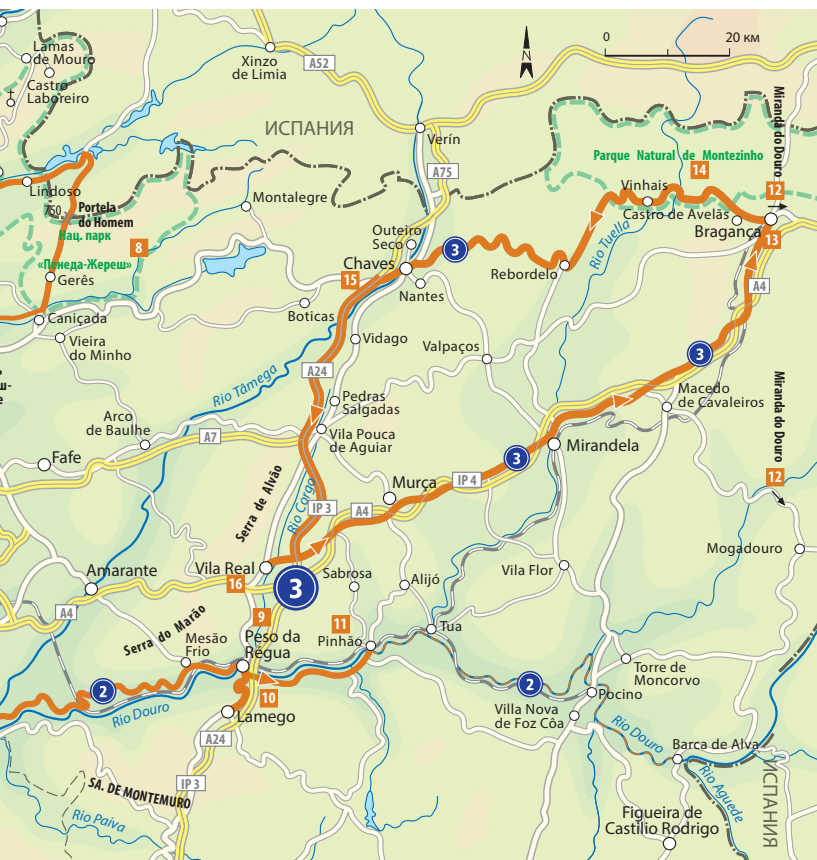 0
20 км
N
Lamas
de Mouro
Castro
Laboreiro
Xinzo
de Limia
A52
ИСПАНИЯ
Verín
A75
Miranda do Douro
12
Parque Natural de Montezinho
14
Vinhais
Castro de Avelãs
Bragança
13
Lindoso
750
Portela
do Homem
Нац. парк
«Пенеда-Жереш»
8
Gerês
Montalegre
Outeiro
Seco
Chaves
3
15
Nantes
Rebordelo
Rio Tuella
A4
Caniçada
Vieira
do Minho
Boticas
Vidago
Valpaços
3
A24
Rio Tâmega
ш-
е
Pedras
Salgadas
Macedo
de Cavaleiros
Miranda do Douro
12
Arco
de Baulhe
A7
Vila Pouca
de Aguiar
Fafe
Mirandela
3
Serra de Alvão
Rio Corgo
IP 3
Murça
IP 4
A4
Mogadouro
Amarante
Vila Real
16
3
Sabrosa
Alijó
Vila Flor
A4
Serra do Marão
9
11
Mesão
Frio
Peso da
Régua
Pinhão
Tua
Torre de
Moncorvo
2
2
Pocino
10
Rio Douro
Lamego
Villa Nova
de Foz Côa
Rio Douro
A24
Barca de Alva
IP 3
SA. DE MONTEMURO
Rio Paiva
Rio Aguede
ИСПАНИЯ
Figueira de
Castilio Rodrigo